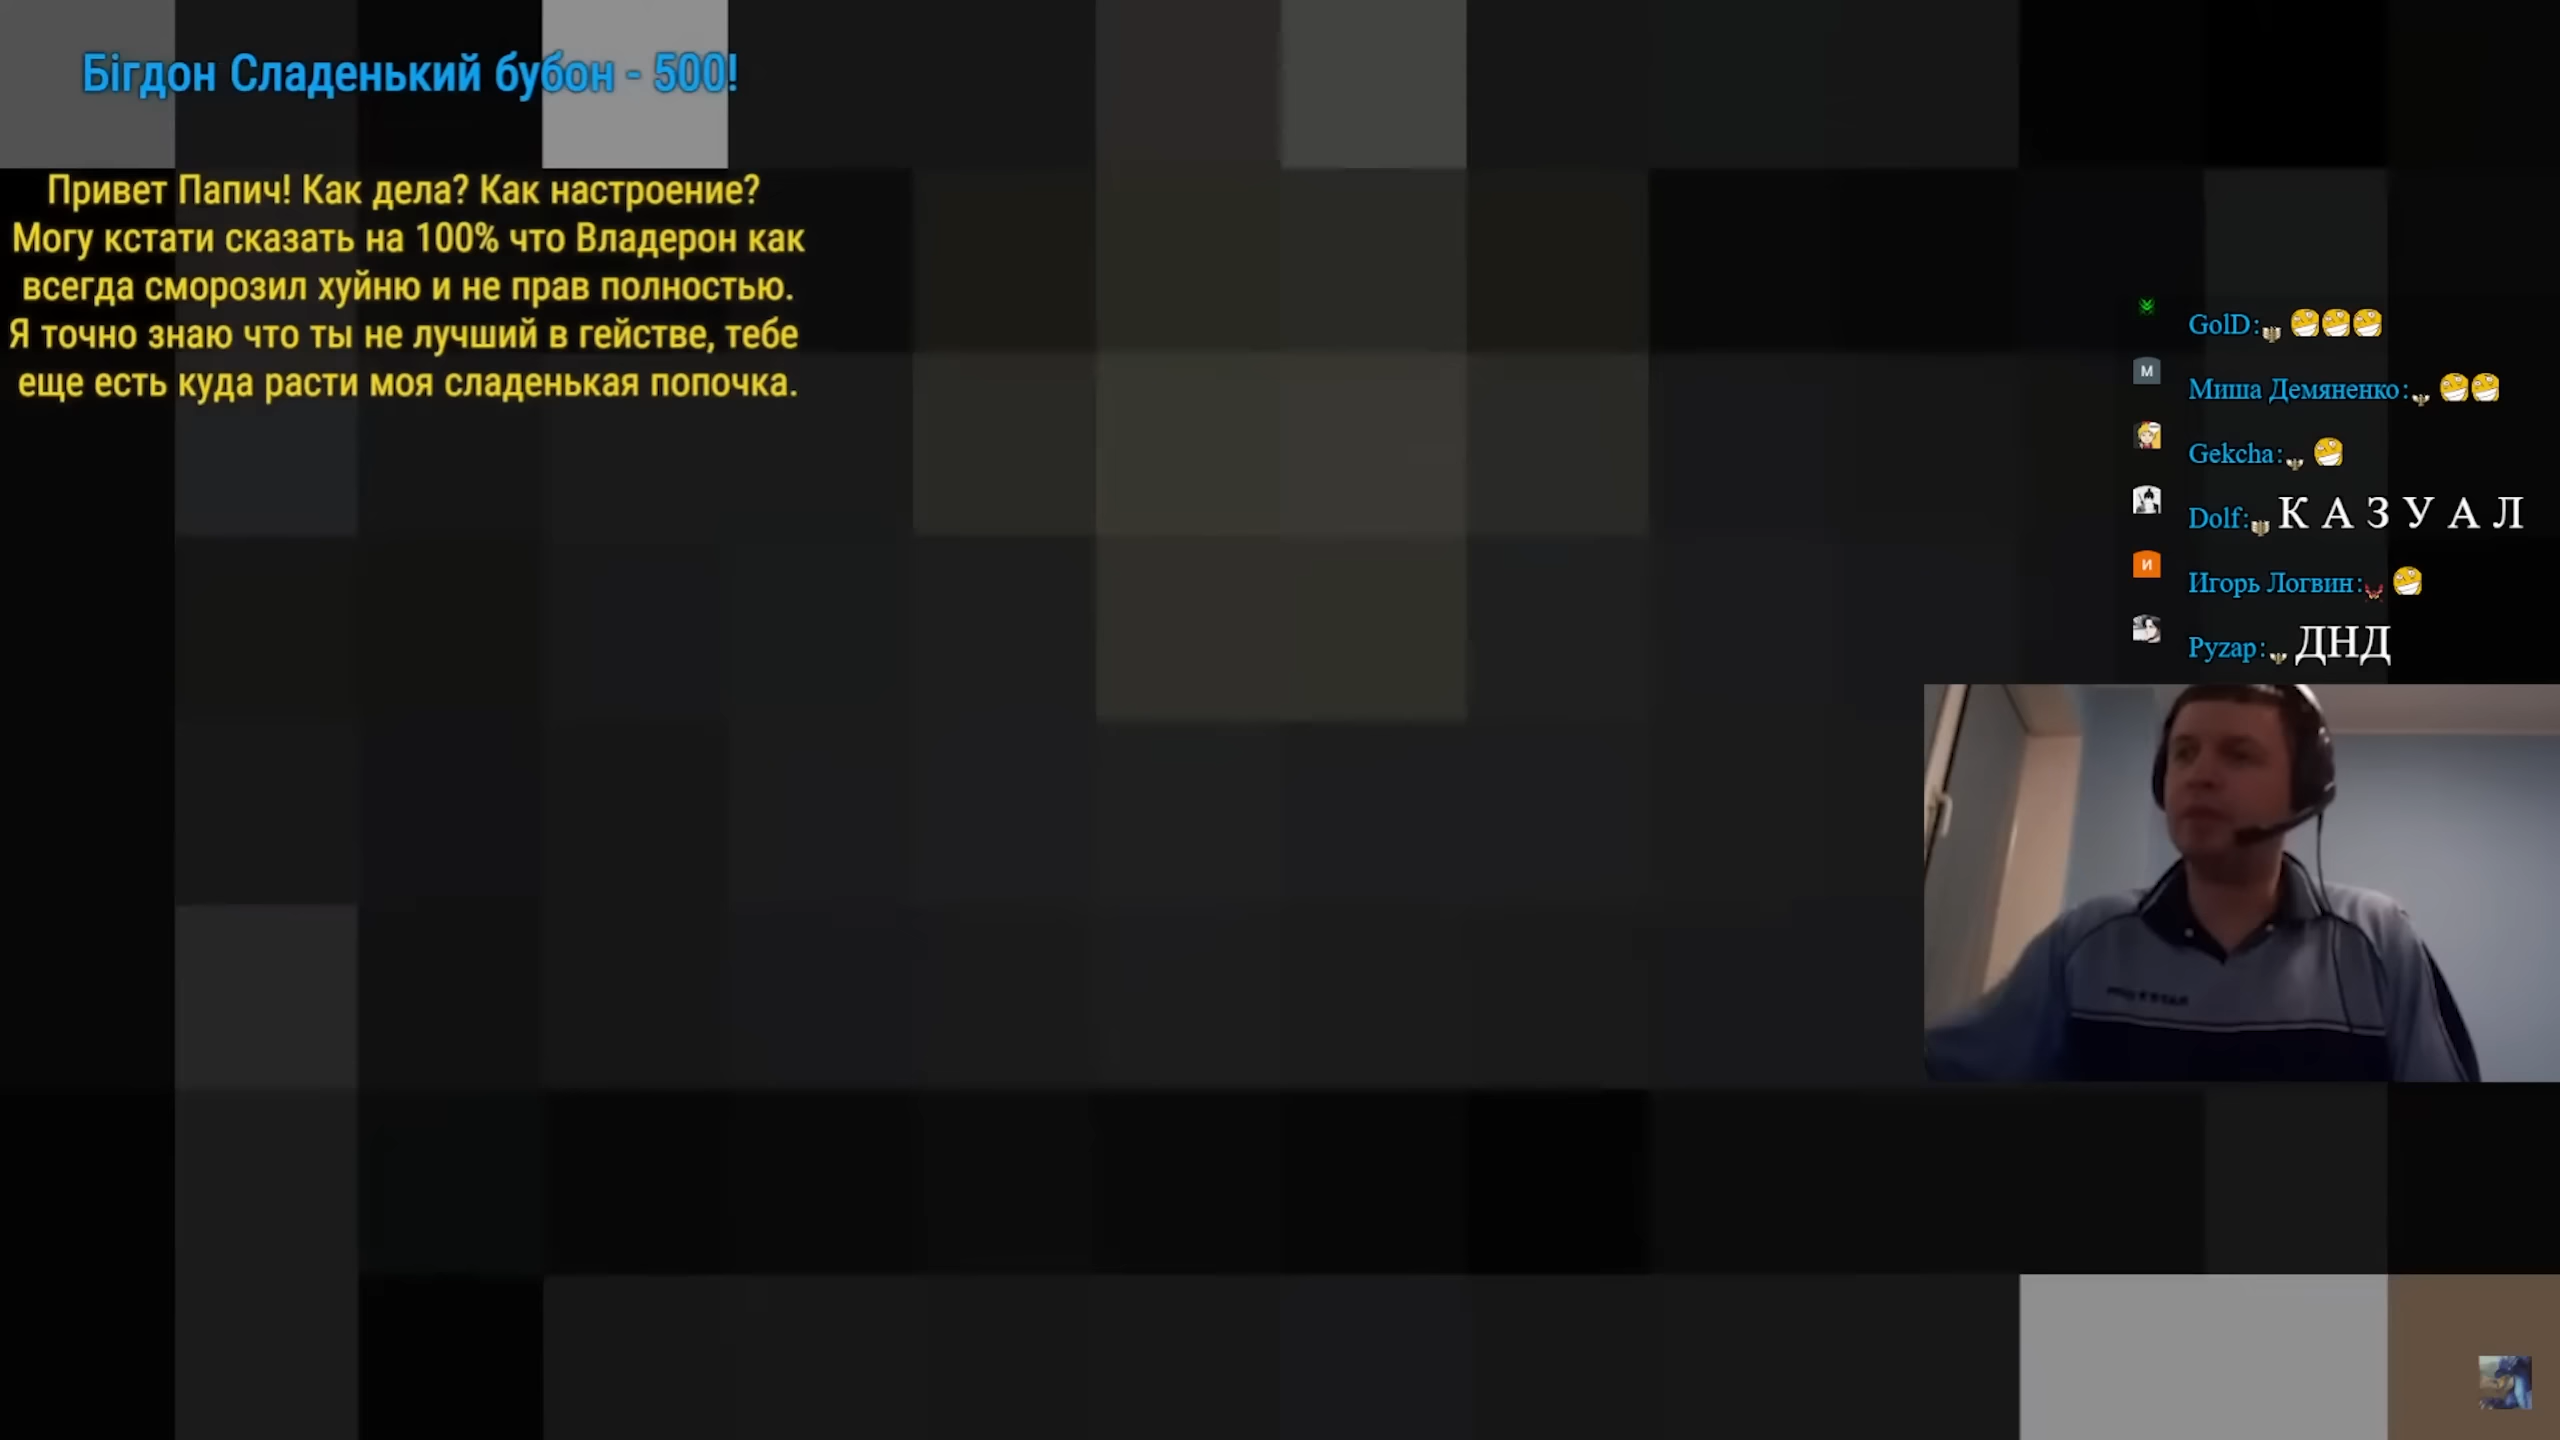 Бігдон Сладенький бубон - 500!
Привет Папич! Как дела? Как настроение?
Могу кстати сказать на 100% что Владерон как
всегда сморозил хуйню и не прав полностью.
Я точно знаю что ты не лучший в гействе, тебе
еще есть куда расти моя сладенькая попочка.
GolD:
М
Миша Демяненко:
Gekcha:
Dolf: К А З У А Л
И
Игорь Логвин:
Pyzap: ДНД